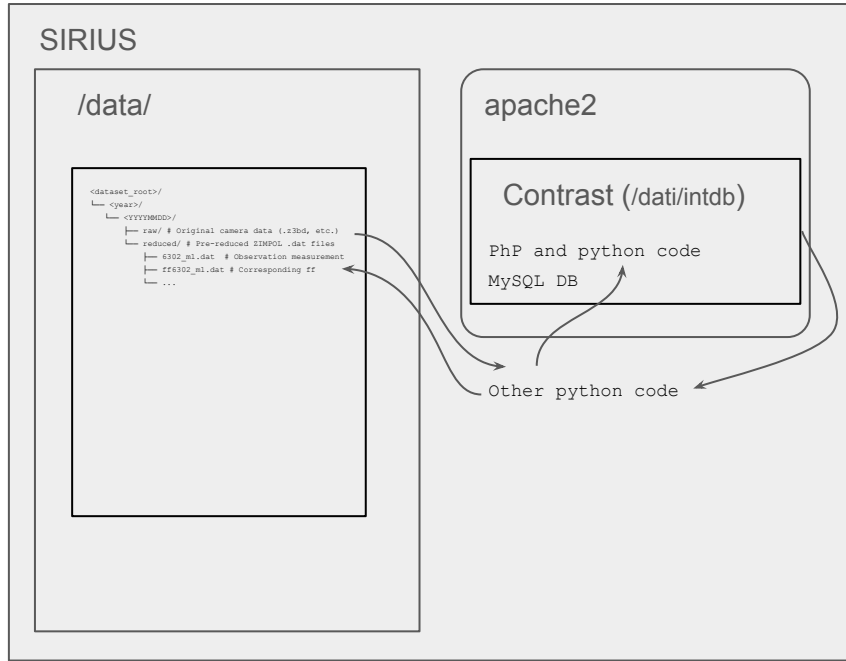 SIRIUS
/data/
<dataset_root>/
└── <year>/
└── <YYYYMMDD>/
├── raw/ # Original camera data (.z3bd, etc.)
└── reduced/ # Pre-reduced ZIMPOL .dat files
├── 6302_m1.dat # Observation measurement
├── ff6302_m1.dat # Corresponding ff
└── ...
apache2
Contrast (/dati/intdb)
PhP and python code
MySQL DB
Other python code